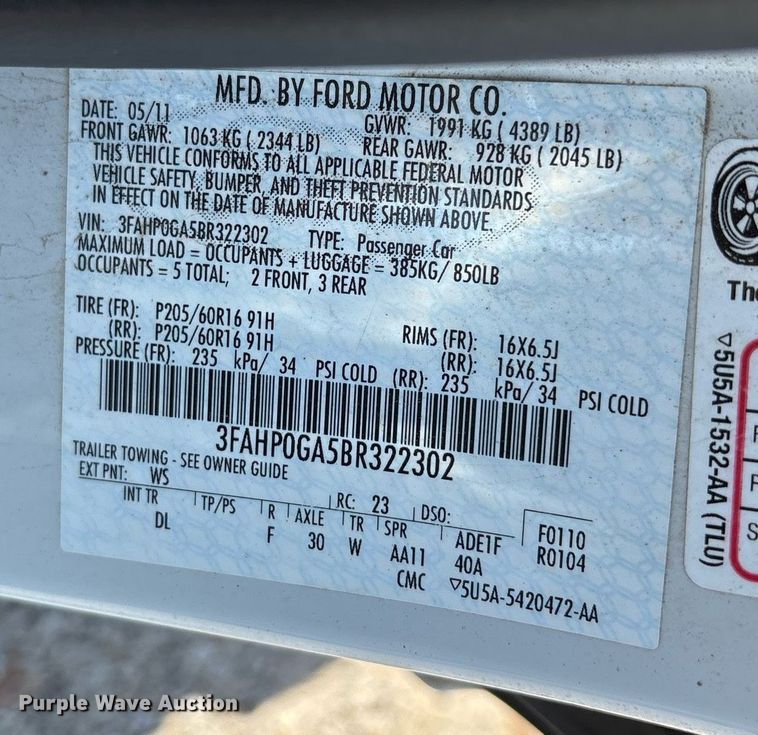 MFD. BY FORD MOTOR CO.
DATE: 05/11 GVWR: 1991 KG ( 4389 LB)
FRONT GAWR: 1063 KG ( 2344 LB) REAR GAWR: 928 KG ( 2045 LB)
THIS VEHICLE CONFORMS TO ALL APPLICABLE FEDERAL MOTOR
VEHICLE SAFETY, BUMPER, AND THEFT PREVENTION STANDARDS
IN EFFECT ON THE DATE OF MANUFACTURE SHOWN ABOVE.
VIN: 3FAHP0GA5BR322302 TYPE: Passenger Car
MAXIMUM LOAD = OCCUPANTS + LUGGAGE = 385KG/ 850LB
OCCUPANTS = 5 TOTAL; 2 FRONT, 3 REAR
TIRE (FR): P205/60R16 91H RIMS (FR): 16X6.5J
(RR): P205/60R16 91H (RR): 16X6.5J
PRESSURE (FR): 235 kPa/ 34 PSI COLD (RR): 235 kPa/ 34 PSI COLD
3FAHP0GA5BR322302
TRAILER TOWING - SEE OWNER GUIDE
EXT PNT: WS RC: 23 DSO:
INT TR TP/PS R AXLE TR SPR ADE1F F0110
DL F 30 W AA11 40A R0104
CMC ▽5U5A-5420472-AA
The
▽5U5A-1532-AA (TLU)
F
F
S
Purple Wave Auction